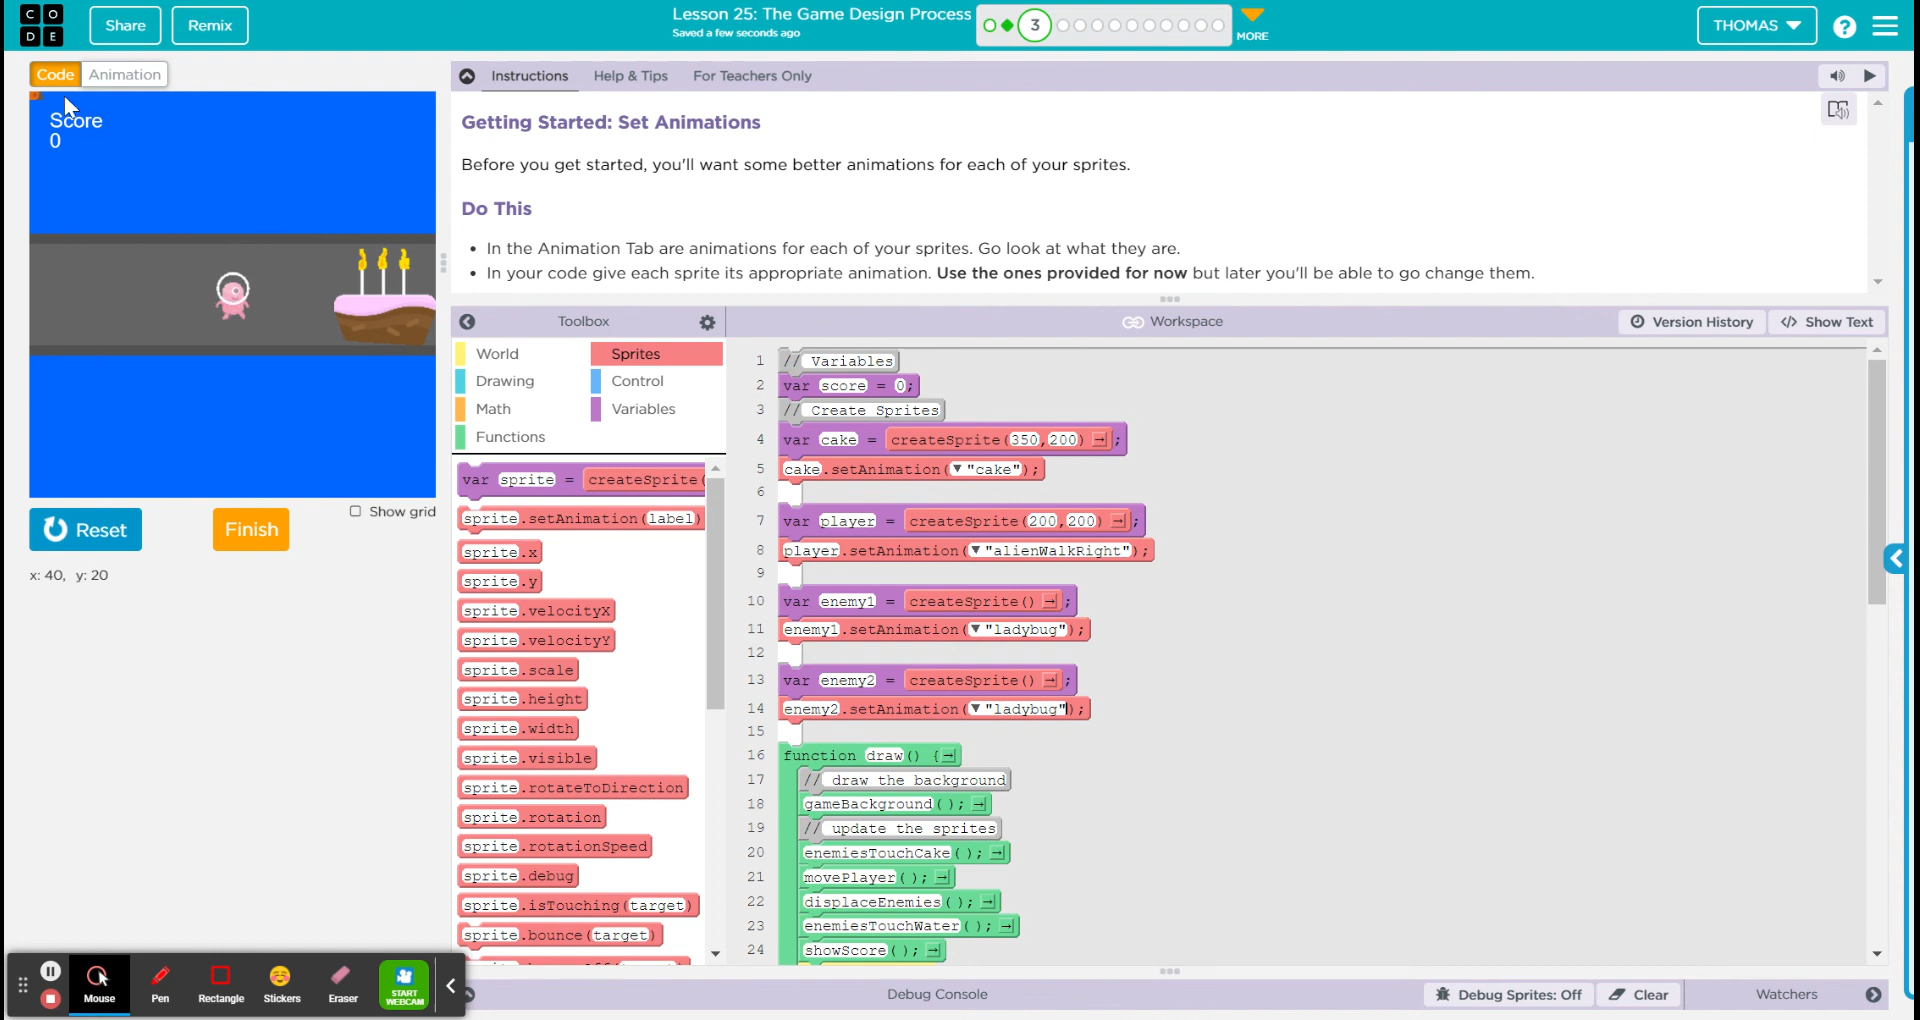 CODE
Share
Remix
Lesson 25: The Game Design Process
Saved a few seconds ago
3
MORE
THOMAS
?
Code
Animation
Score
0
Reset
Finish
Show grid
x: 40, y: 20
Instructions
Help & Tips
For Teachers Only
Getting Started: Set Animations
Before you get started, you'll want some better animations for each of your sprites.
Do This
• In the Animation Tab are animations for each of your sprites. Go look at what they are.
• In your code give each sprite its appropriate animation. Use the ones provided for now but later you'll be able to go change them.
Toolbox
Workspace
Version History
</> Show Text
World
Sprites
Drawing
Control
Math
Variables
Functions
var sprite = createSprite(
sprite.setAnimation(label)
sprite.x
sprite.y
sprite.velocityX
sprite.velocityY
sprite.scale
sprite.height
sprite.width
sprite.visible
sprite.rotateToDirection
sprite.rotation
sprite.rotationSpeed
sprite.debug
sprite.isTouching(target)
sprite.bounce(target)
1 // Variables
2 var score = 0;
3 // Create Sprites
4 var cake = createSprite(350,200);
5 cake.setAnimation("cake");
6
7 var player = createSprite(200,200);
8 player.setAnimation("alienWalkRight");
9
10 var enemy1 = createSprite();
11 enemy1.setAnimation("ladybug");
12
13 var enemy2 = createSprite();
14 enemy2.setAnimation("ladybug");
15
16 function draw() {
17 // draw the background
18 gameBackground();
19 // update the sprites
20 enemiesTouchCake();
21 movePlayer();
22 displaceEnemies();
23 enemiesTouchWater();
24 showScore();
Mouse
Pen
Rectangle
Stickers
Eraser
START
WEBCAM
Debug Console
Debug Sprites: Off
Clear
Watchers